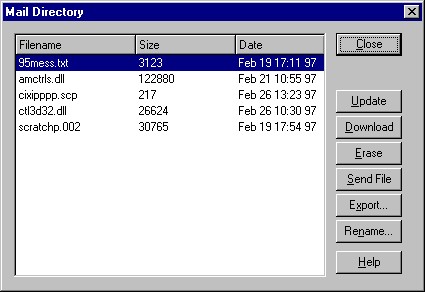 Mail Directory
Filename Size Date
95mess.txt 3123 Feb 19 17:11 97
amctrls.dll 122880 Feb 21 10:55 97
cixipppp.scp 217 Feb 26 13:23 97
ctl3d32.dll 26624 Feb 26 10:30 97
scratchp.002 30765 Feb 19 17:54 97
Close
Update
Download
Erase
Send File
Export...
Rename...
Help